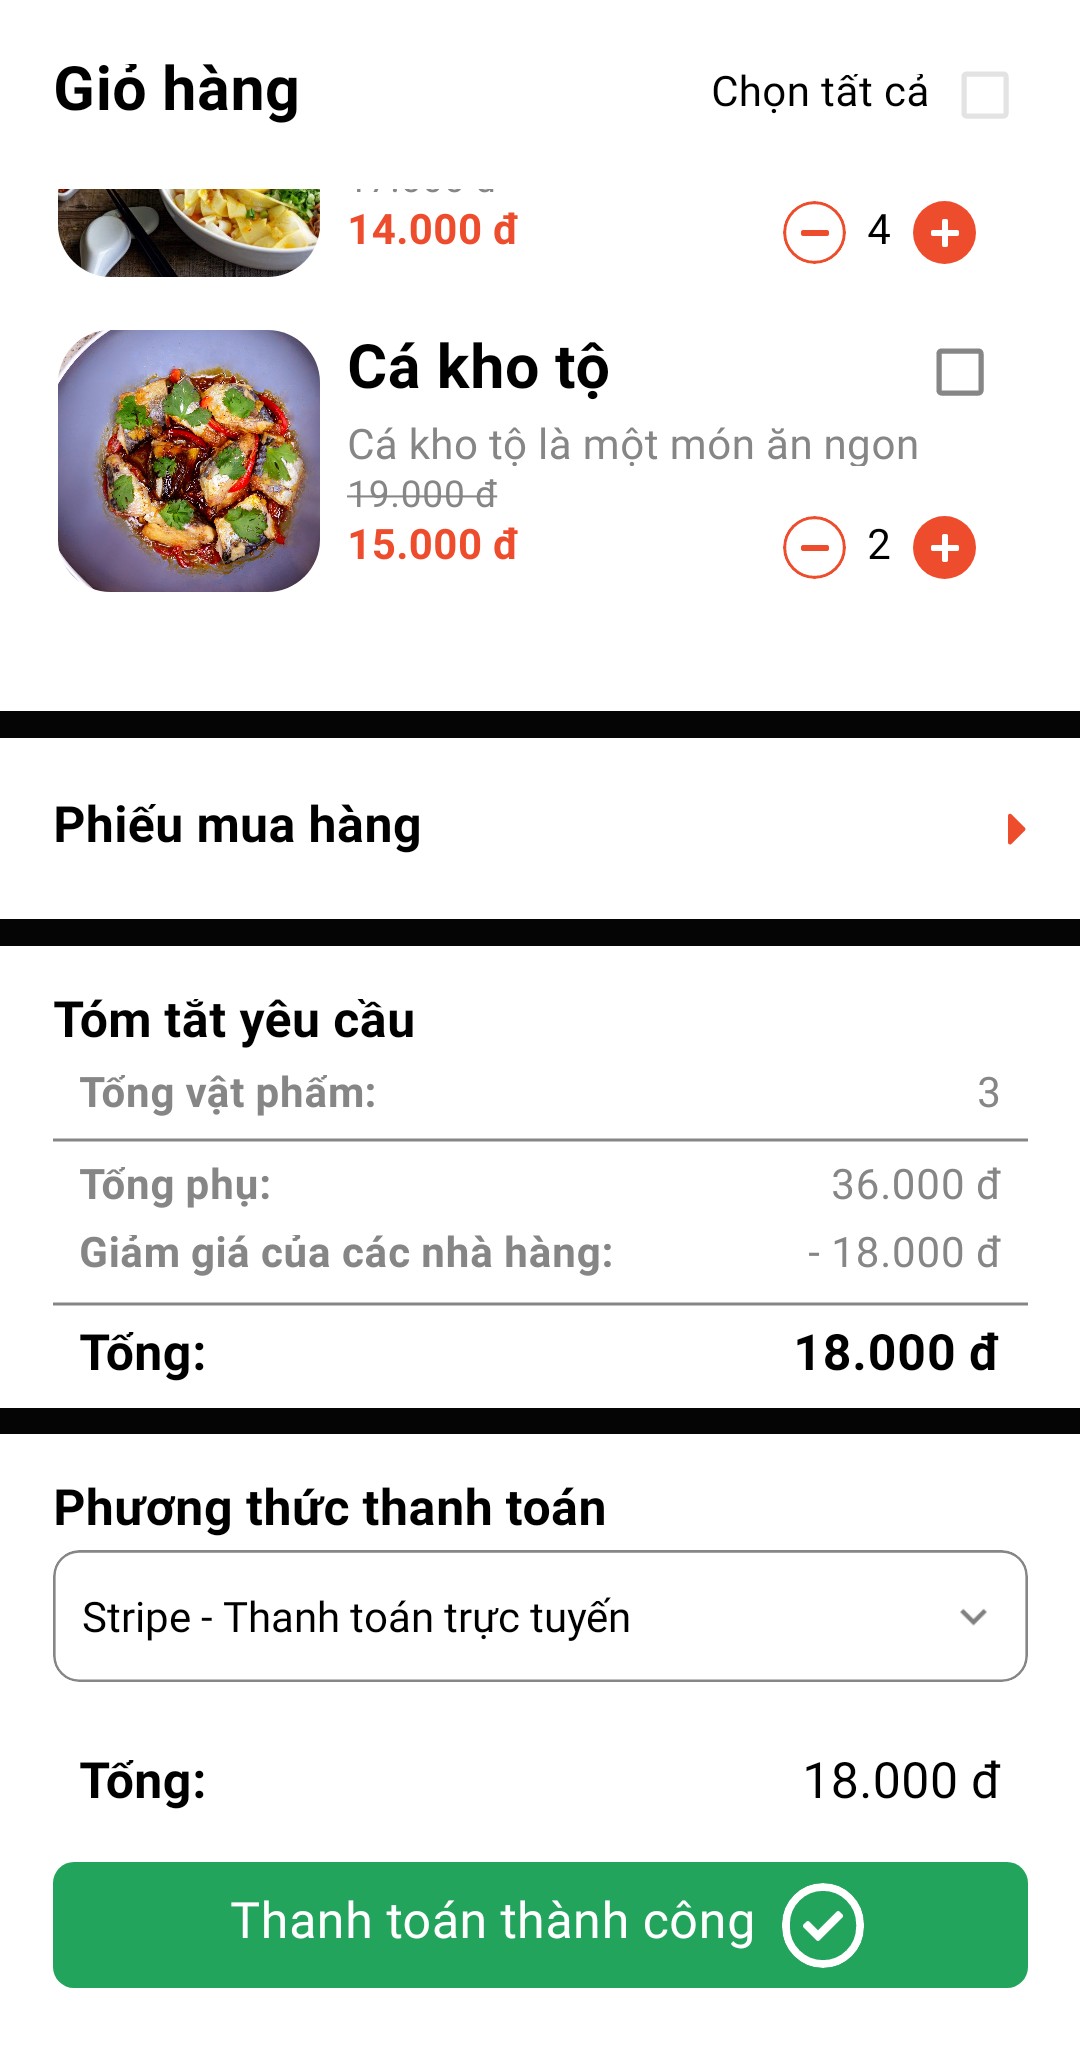 Giỏ hàng
Chọn tất cả
14.000 đ
4
Cá kho tộ
Cá kho tộ là một món ăn ngon
19.000 đ
15.000 đ
2
Phiếu mua hàng
Tóm tắt yêu cầu
Tổng vật phẩm:
3
Tổng phụ:
36.000 đ
Giảm giá của các nhà hàng:
- 18.000 đ
Tổng:
18.000 đ
Phương thức thanh toán
Stripe - Thanh toán trực tuyến
Tổng:
18.000 đ
Thanh toán thành công